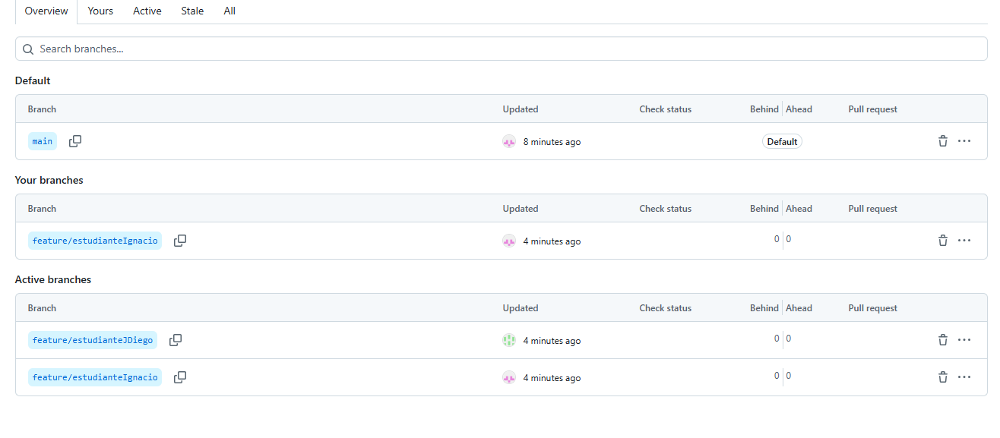 Overview Yours Active Stale All
Search branches...
Default
Branch Updated Check status Behind Ahead Pull request
main 8 minutes ago Default
Your branches
Branch Updated Check status Behind Ahead Pull request
feature/estudianteIgnacio 4 minutes ago 0 0
Active branches
Branch Updated Check status Behind Ahead Pull request
feature/estudianteJDiego 4 minutes ago 0 0
feature/estudianteIgnacio 4 minutes ago 0 0